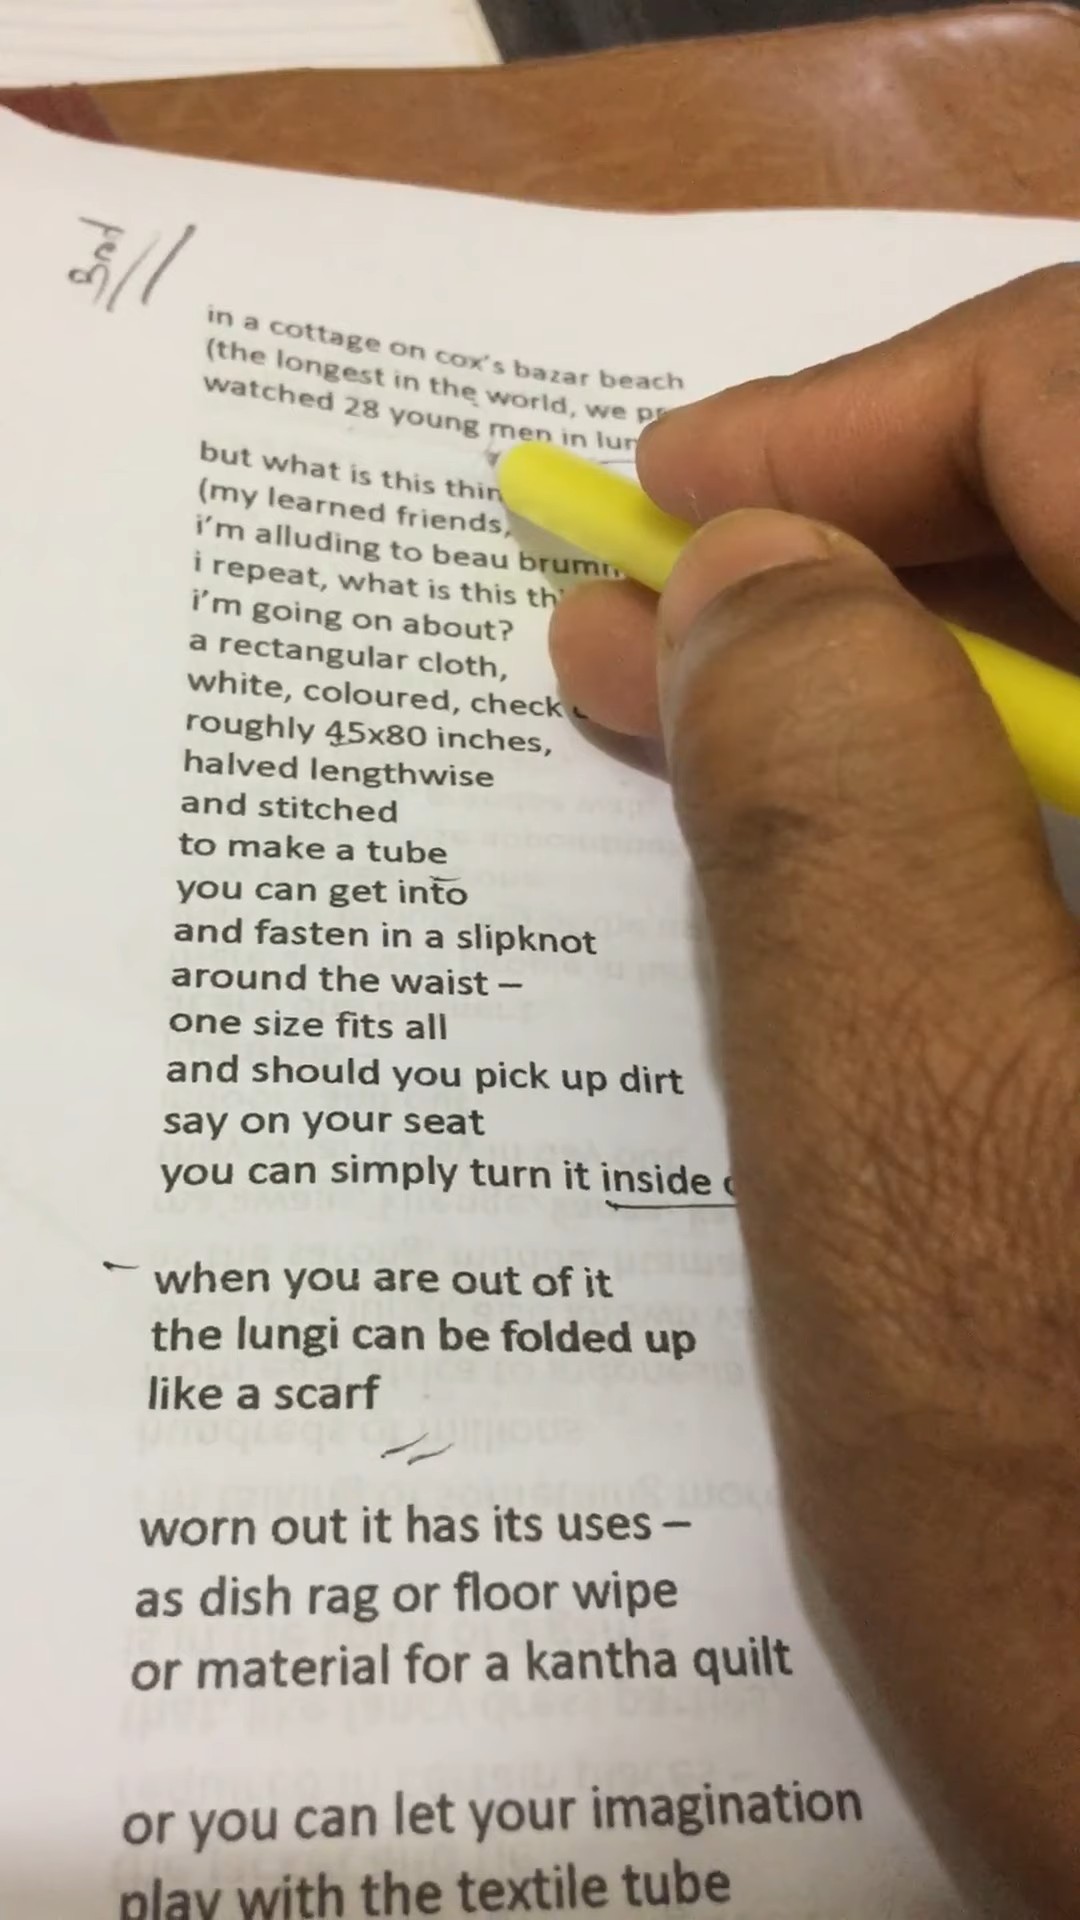 in a cottage on cox's bazar beach
(the longest in the world, we
watched 28 young men in
but what is this
(my learned friends,
i'm alluding to beau
i repeat, what is this
i'm going on about?
a rectangular cloth,
white, coloured, check
roughly 45x80 inches,
halved lengthwise
and stitched
to make a tube
you can get into
and fasten in a slipknot
around the waist –
one size fits all
and should you pick up dirt
say on your seat
you can simply turn it inside
when you are out of it
the lungi can be folded up
like a scarf
worn out it has its uses –
as dish rag or floor wipe
or material for a kantha quilt
or you can let your imagination
play with the textile tube